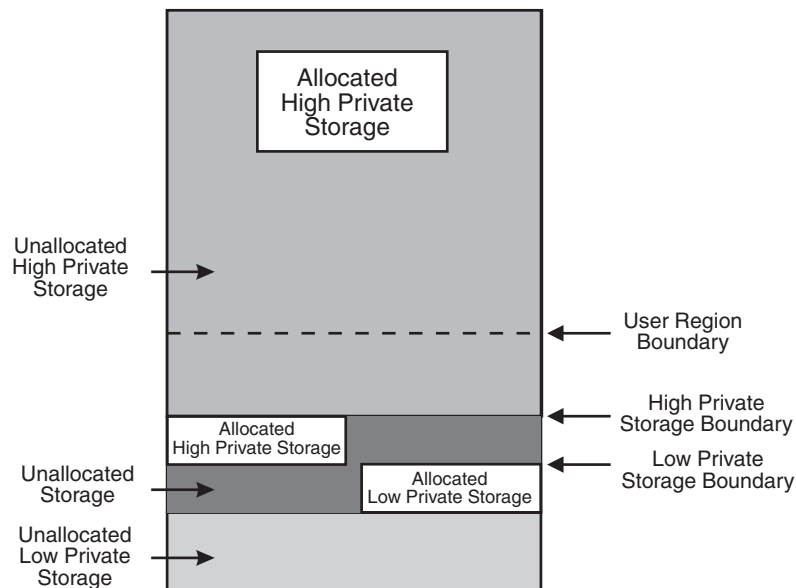 Allocated
High Private
Storage
Unallocated
High Private
Storage
User Region
Boundary
High Private
Storage Boundary
Allocated
High Private Storage
Low Private
Storage Boundary
Unallocated
Storage
Allocated
Low Private Storage
Unallocated
Low Private
Storage